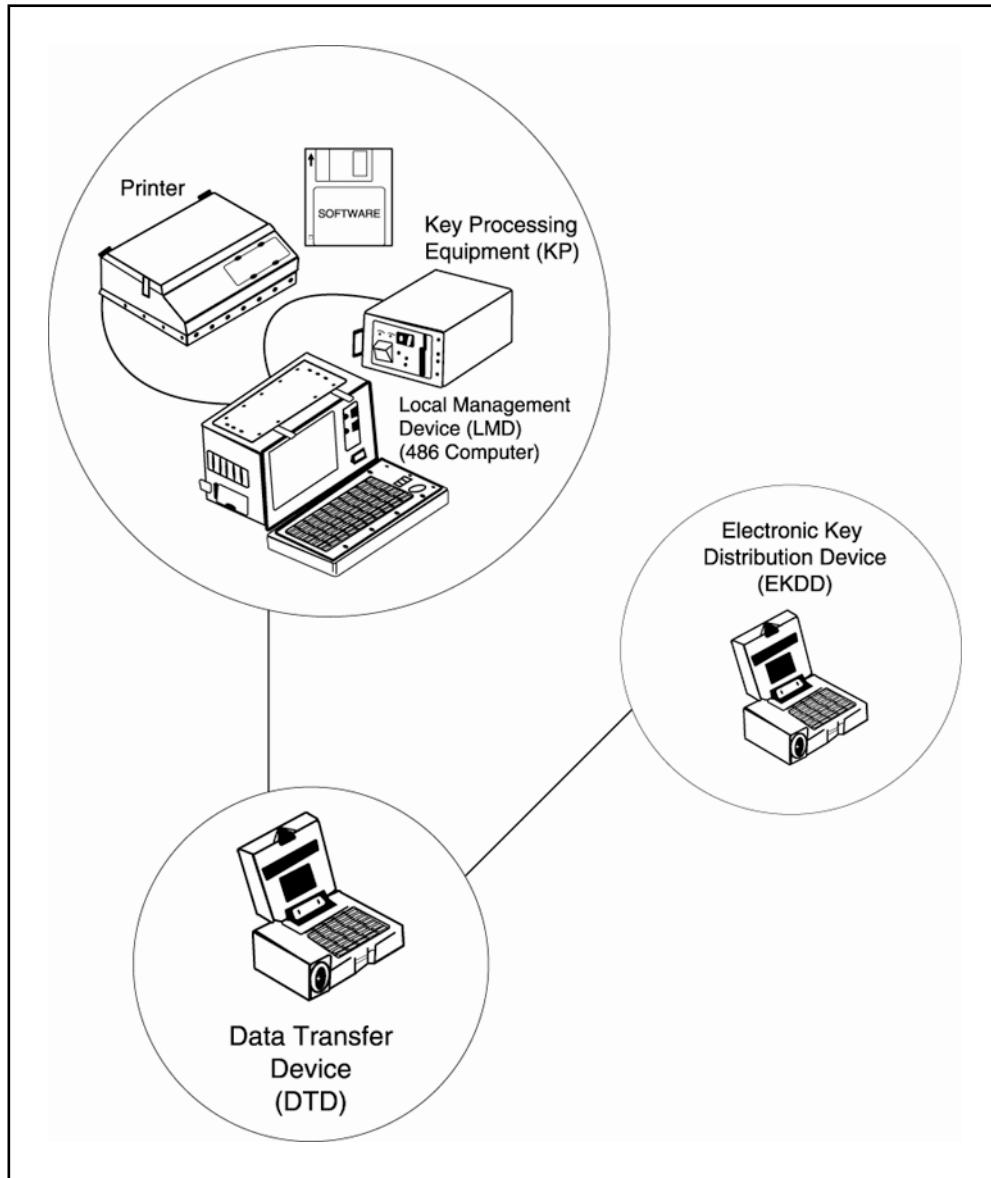 Printer
SOFTWARE
Key Processing
Equipment (KP)
Local Management
Device (LMD)
(486 Computer)
Electronic Key
Distribution Device
(EKDD)
Data Transfer
Device
(DTD)